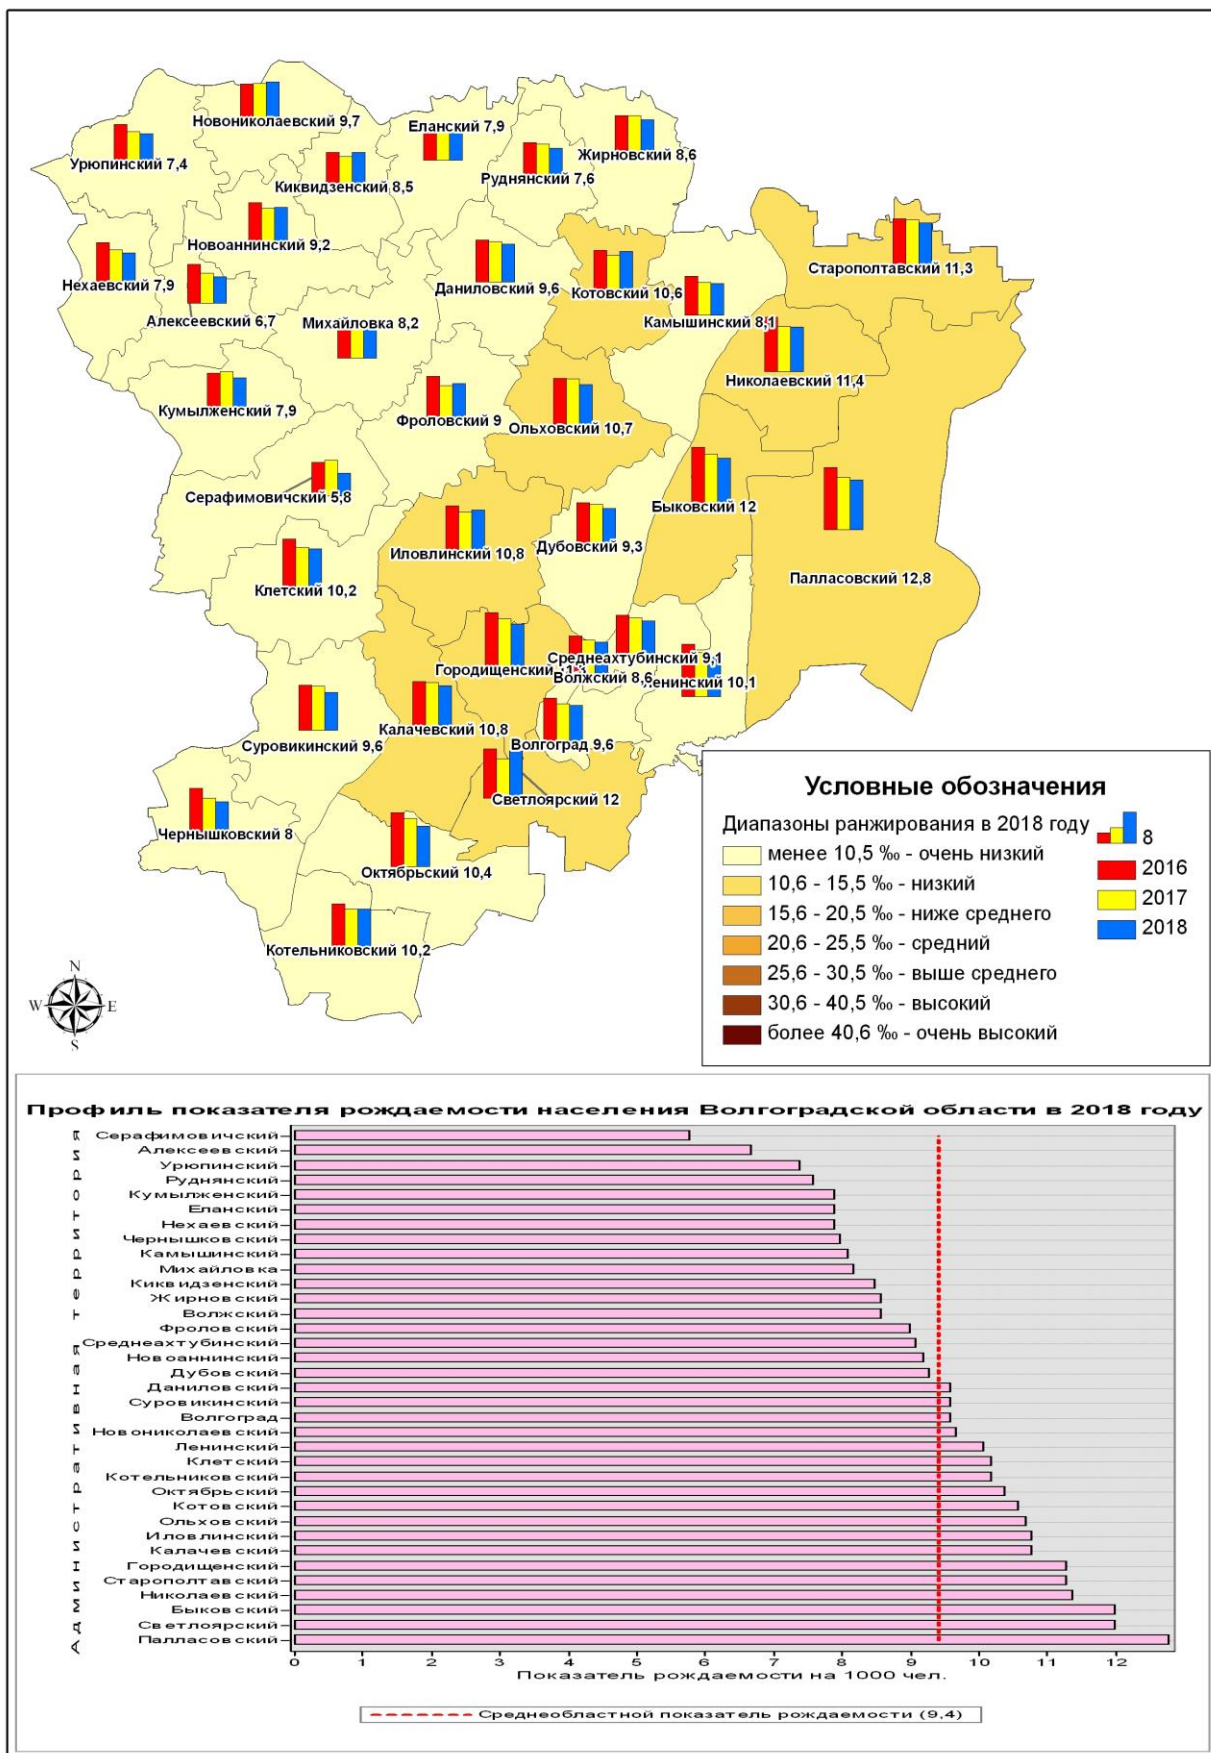 Новониколаевский 9,7
Еланский 7,9
Урюпинский 7,4
Киквидзенский 8,5
Руднянский 7,6
Жирновский 8,6
Новоаннинский 9,2
Нехаевский 7,9
Алексеевский 6,7
Михайловка 8,2
Даниловский 9,6
Котовский 10,6
Камышинский 8,1
Старополтавский 11,3
Николаевский 11,4
Кумылженский 7,9
Фроловский 9
Ольховский 10,7
Серафимовичский 5,8
Быковский 12
Иловлинский 10,8
Дубовский 9,3
Палласовский 12,8
Клетский 10,2
Городищенский
Среднеахтубинский 9,1
Волжский 8,6
Ленинский 10,1
Калачевский 10,8
Суровикинский 9,6
Волгоград 9,6
Светлоярский 12
Чернышковский 8
Октябрьский 10,4
Котельниковский 10,2
N
W E
S
Условные обозначения
Диапазоны ранжирования в 2018 году
менее 10,5 ‰ - очень низкий
10,6 - 15,5 ‰ - низкий
15,6 - 20,5 ‰ - ниже среднего
20,6 - 25,5 ‰ - средний
25,6 - 30,5 ‰ - выше среднего
30,6 - 40,5 ‰ - высокий
более 40,6 ‰ - очень высокий
8
2016
2017
2018
Профиль показателя рождаемости населения Волгоградской области в 2018 году
Административная территория
Серафимовичский
Алексеевский
Урюпинский
Руднянский
Кумылженский
Еланский
Нехаевский
Чернышковский
Камышинский
Михайловка
Киквидзенский
Жирновский
Волжский
Фроловский
Среднеахтубинский
Новоаннинский
Дубовский
Даниловский
Суровикинский
Волгоград
Новониколаевский
Ленинский
Клетский
Котельниковский
Октябрьский
Котовский
Ольховский
Иловлинский
Калачевский
Городищенский
Старополтавский
Николаевский
Быковский
Светлоярский
Палласовский
0 1 2 3 4 5 6 7 8 9 10 11 12
Показатель рождаемости на 1000 чел.
Среднеобластной показатель рождаемости (9,4)